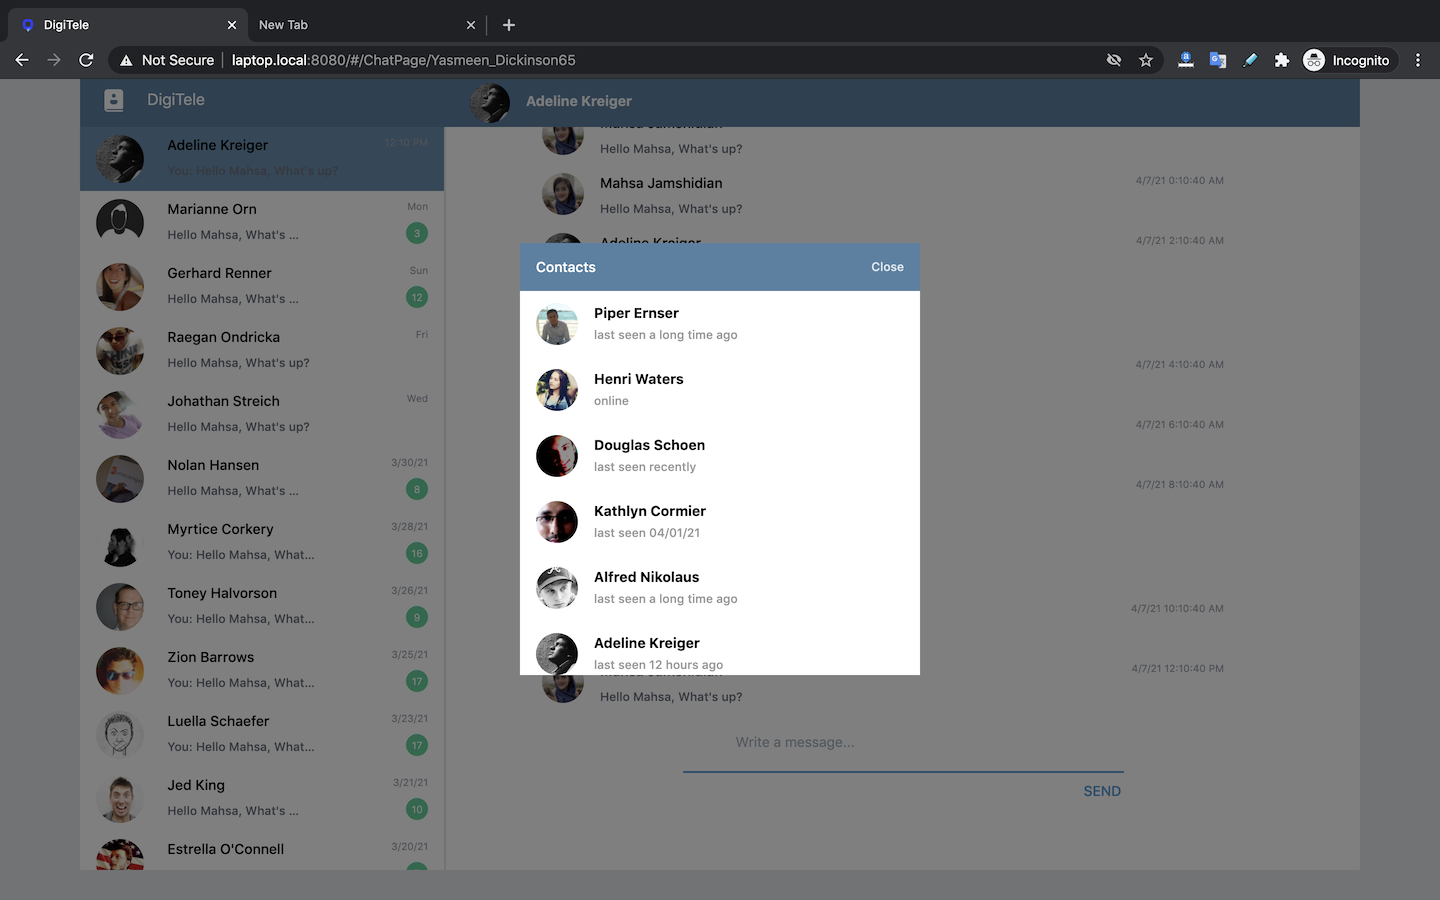 DigiTele
New Tab
Not Secure
laptop.local:8080/#/ChatPage/Yasmeen_Dickinson65
Incognito
DigiTele
Adeline Kreiger
Adeline Kreiger
12:10 PM
You: Hello Mahsa, What's up?
Marianne Orn
Mon
Hello Mahsa, What's ...
3
Gerhard Renner
Sun
Hello Mahsa, What's ...
12
Raegan Ondricka
Fri
Hello Mahsa, What's up?
Johathan Streich
Wed
Hello Mahsa, What's up?
Nolan Hansen
3/30/21
Hello Mahsa, What's ...
8
Myrtice Corkery
3/28/21
You: Hello Mahsa, What...
16
Toney Halvorson
3/26/21
You: Hello Mahsa, What...
9
Zion Barrows
3/25/21
You: Hello Mahsa, What...
17
Luella Schaefer
3/23/21
You: Hello Mahsa, What...
17
Jed King
3/21/21
Hello Mahsa, What's ...
10
Estrella O'Connell
3/20/21
Mahsa Jamshidian
Hello Mahsa, What's up?
Mahsa Jamshidian
4/7/21 0:10:40 AM
Hello Mahsa, What's up?
Adeline Kreiger
4/7/21 2:10:40 AM
4/7/21 4:10:40 AM
4/7/21 6:10:40 AM
4/7/21 8:10:40 AM
4/7/21 10:10:40 AM
Mahsa Jamshidian
4/7/21 12:10:40 PM
Hello Mahsa, What's up?
Write a message...
SEND
Contacts
Close
Piper Ernser
last seen a long time ago
Henri Waters
online
Douglas Schoen
last seen recently
Kathlyn Cormier
last seen 04/01/21
Alfred Nikolaus
last seen a long time ago
Adeline Kreiger
last seen 12 hours ago